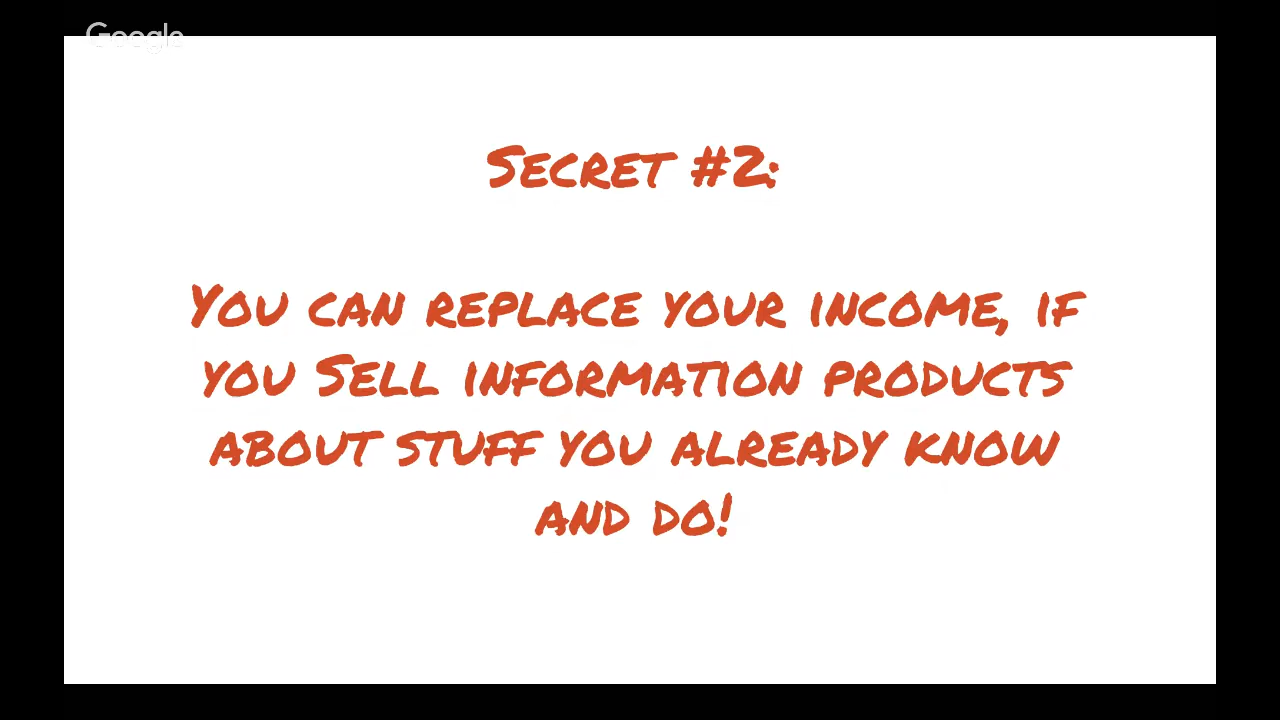 Google
Secret #2:
You can replace your income, if
you Sell information products
about stuff you already know
and do!